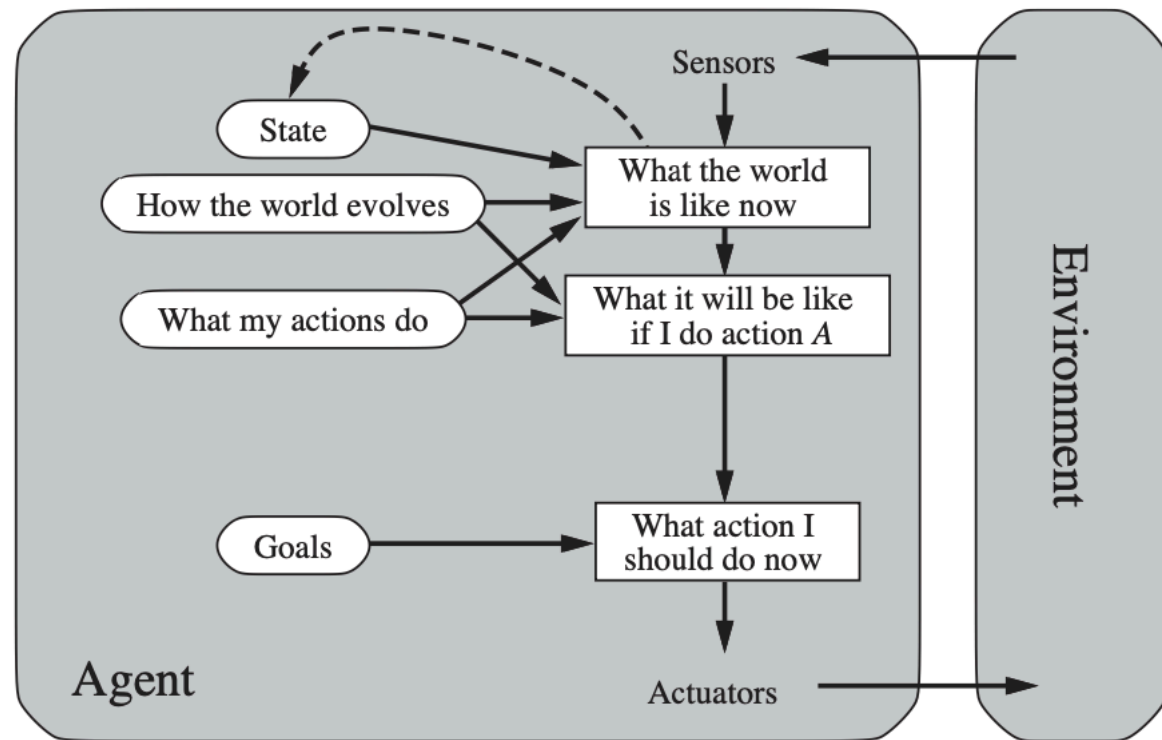 Sensors
State
What the world
is like now
How the world evolves
What it will be like
if I do action A
What my actions do
Environment
What action I
should do now
Goals
Agent
Actuators